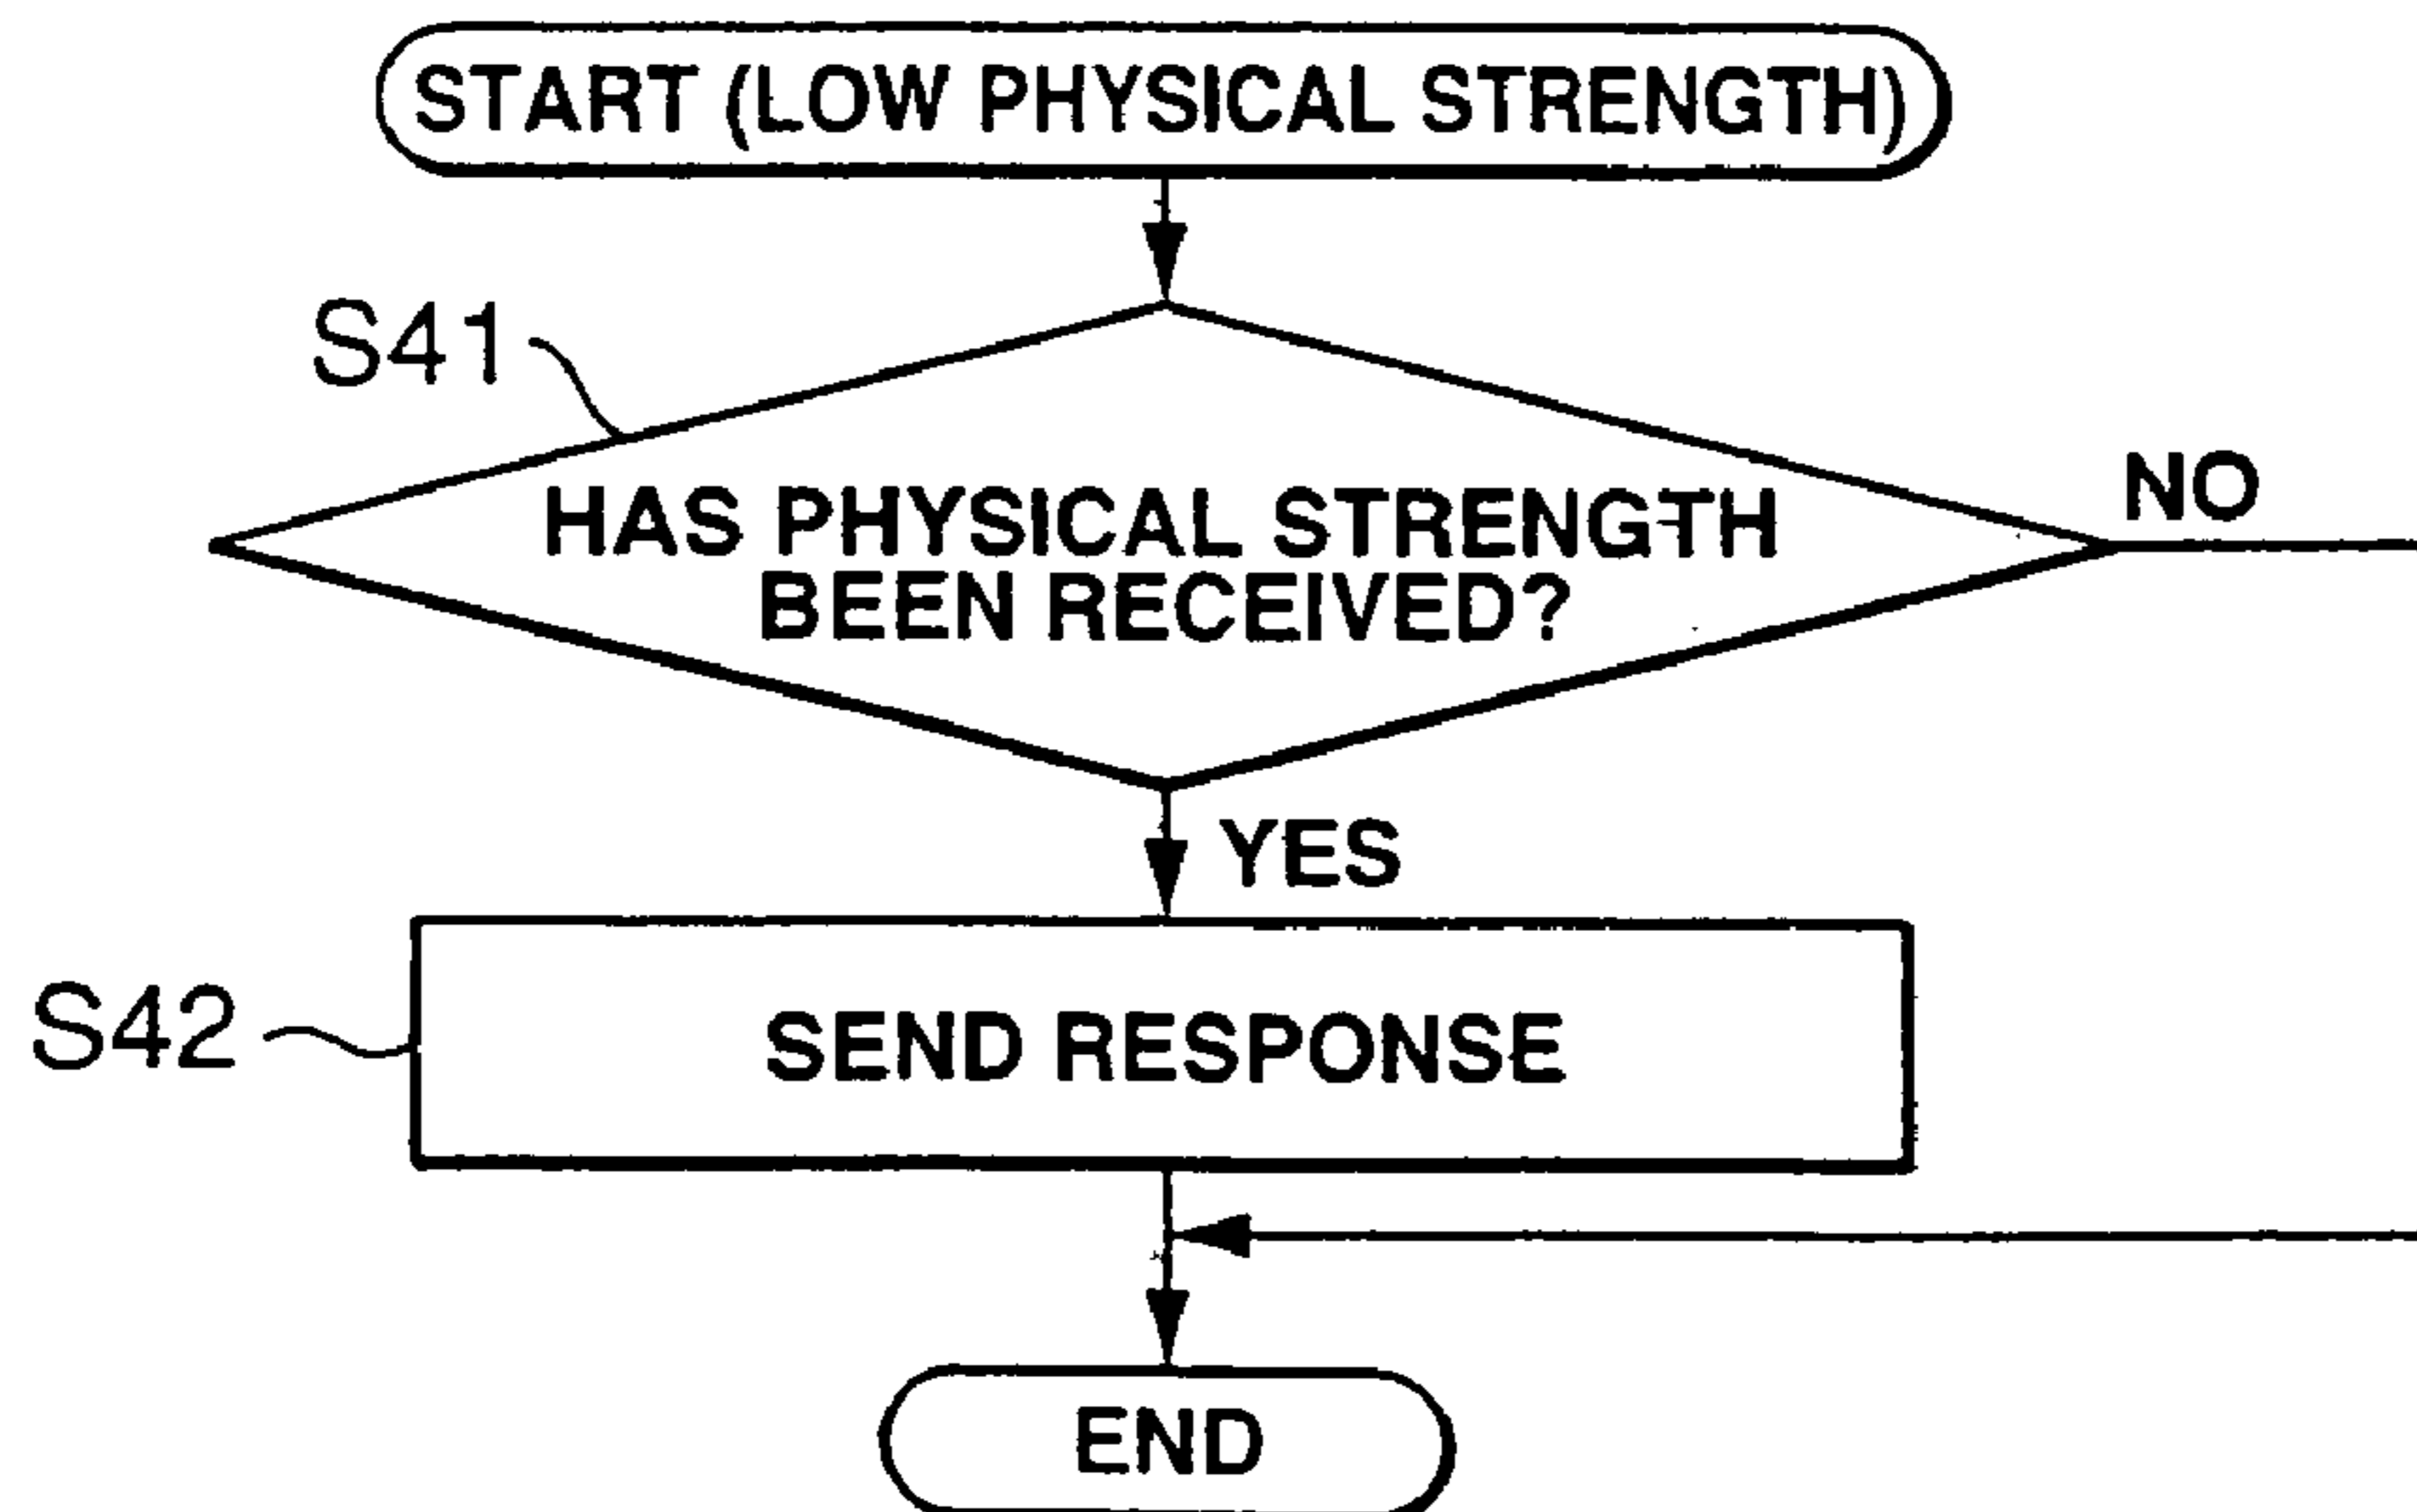 START (LOW PHYSICAL STRENGTH)
S41
HAS PHYSICAL STRENGTH
BEEN RECEIVED?
NO
YES
S42
SEND RESPONSE
END